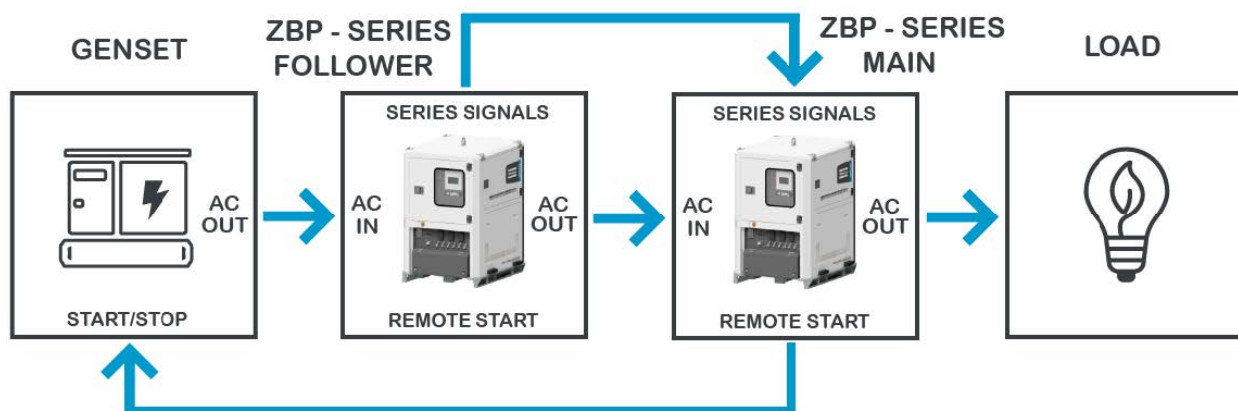 GENSET
AC
OUT
START/STOP
ZBP - SERIES
FOLLOWER
SERIES SIGNALS
AC
IN
AC
OUT
REMOTE START
ZBP - SERIES
MAIN
SERIES SIGNALS
AC
IN
AC
OUT
REMOTE START
LOAD